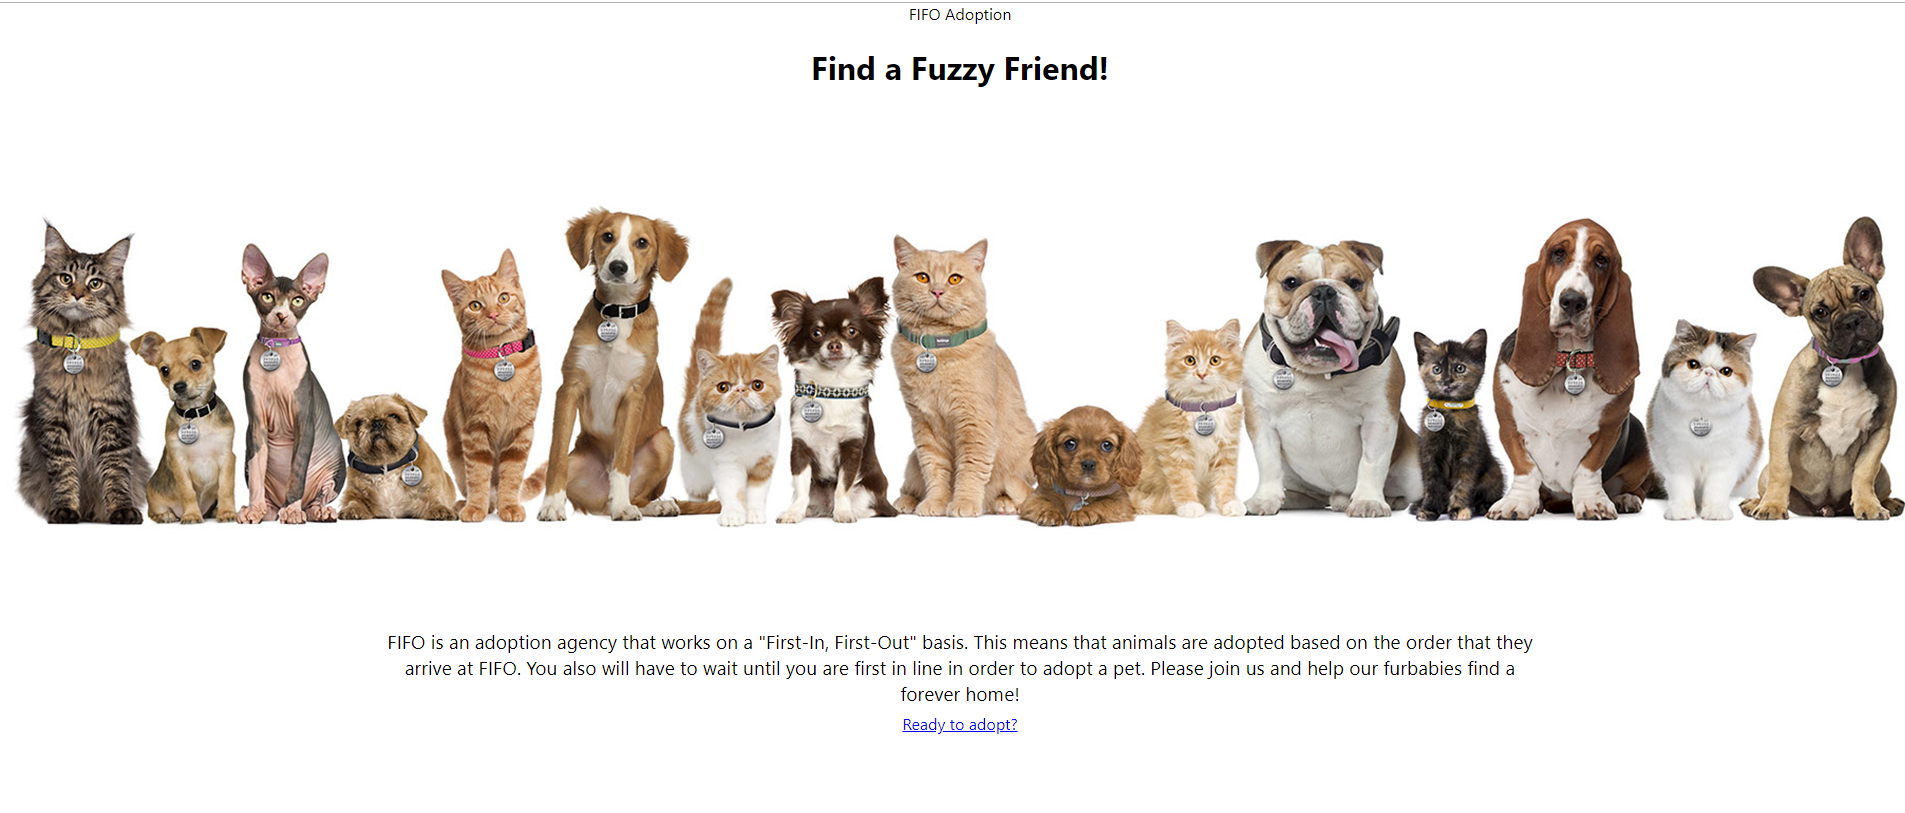 FIFO Adoption
Find a Fuzzy Friend!
FIFO is an adoption agency that works on a "First-In, First-Out" basis. This means that animals are adopted based on the order that they
arrive at FIFO. You also will have to wait until you are first in line in order to adopt a pet. Please join us and help our furbabies find a
forever home!
Ready to adopt?